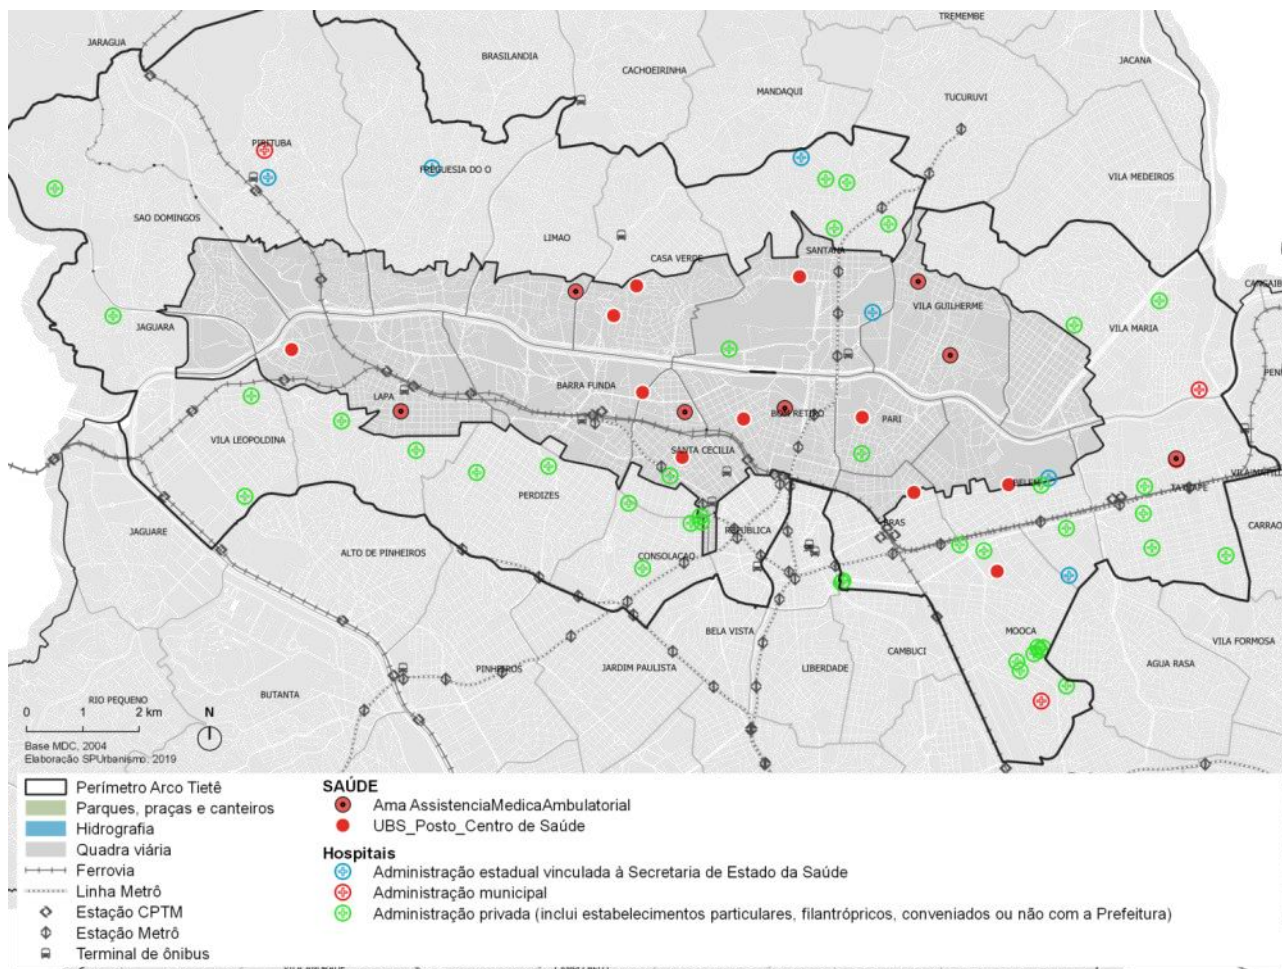 TREMEMBE
JARAGUA
BRASILANDIA
CACHOEIRINHA
JACANA
MANDAQUI
TUCURUVI
PIRITUBA
FREGUESIA DO O
VILA MEDEIROS
SAO DOMINGOS
LIMAO
CASA VERDE
SANTANA
VILA GUILHERME
JAGUARA
VILA MARIA
BARRA FUNDA
LAPA
BOM RETIRO
PARI
VILA LEOPOLDINA
SANTA CECILIA
PERDIZES
BELEM
TATUAPE
JAGUARE
ALTO DE PINHEIROS
REPUBLICA
BRAS
CARRAO
CONSOLACAO
BELA VISTA
MOOCA
VILA FORMOSA
PINHEIROS
JARDIM PAULISTA
LIBERDADE
CAMBUCI
AGUA RASA
RIO PEQUENO
BUTANTA
0 1 2 km
N
Base MDC, 2004
Elaboração SPUrbanismo, 2019
Perímetro Arco Tietê
Parques, praças e canteiros
Hidrografia
Quadra viária
Ferrovia
Linha Metrô
Estação CPTM
Estação Metrô
Terminal de ônibus
SAÚDE
Ama AssistenciaMedicaAmbulatorial
UBS_Posto_Centro de Saúde
Hospitais
Administração estadual vinculada à Secretaria de Estado da Saúde
Administração municipal
Administração privada (inclui estabelecimentos particulares, filantrópicos, conveniados ou não com a Prefeitura)